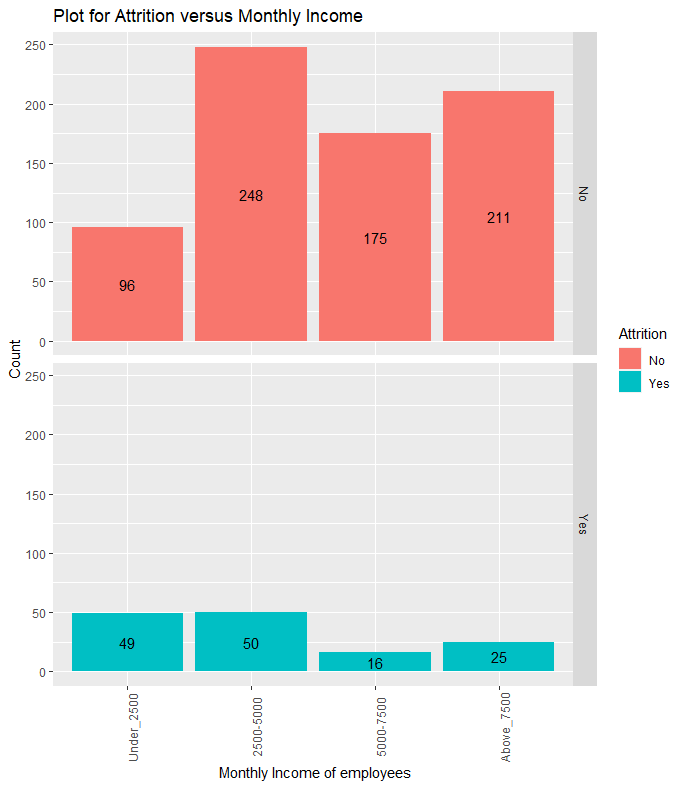 Plot for Attrition versus Monthly Income
250
200
150
100
50
0
96
248
175
211
No
Count
250
200
150
100
50
0
49
50
16
25
Yes
Under_2500
2500-5000
5000-7500
Above_7500
Monthly Income of employees
Attrition
No
Yes